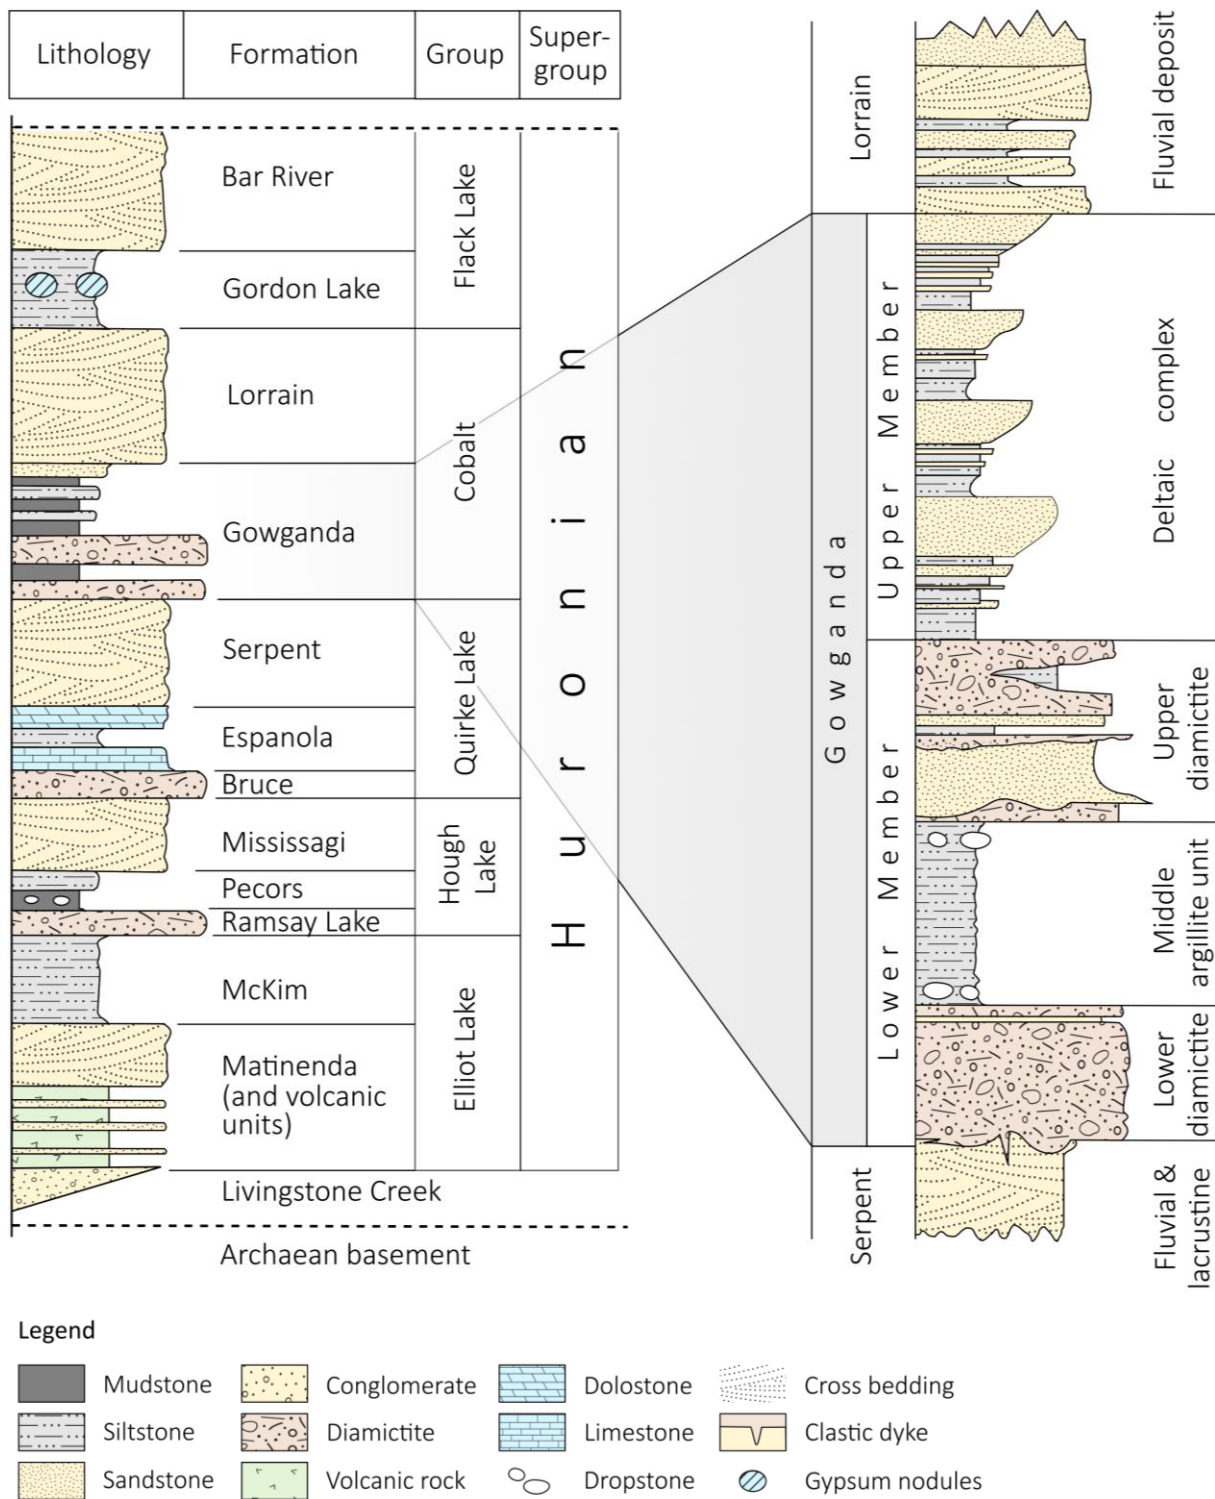 Lithology
Formation
Group
Super-
group
Bar River
Gordon Lake
Lorrain
Gowganda
Serpent
Espanola
Bruce
Mississagi
Pecors
Ramsay Lake
McKim
Matinenda
(and volcanic
units)
Livingstone Creek
Archaean basement
Flack Lake
Cobalt
Quirke Lake
Hough
Lake
Elliot Lake
Huronian
Lorrain
Gowganda
Serpent
Upper Member
Lower Member
Fluvial deposit
Deltaic complex
Upper
diamictite
Middle
argillite unit
Lower
diamictite
Fluvial &
lacrustine
Legend
Mudstone
Conglomerate
Dolostone
Cross bedding
Siltstone
Diamictite
Limestone
Clastic dyke
Sandstone
Volcanic rock
Dropstone
Gypsum nodules